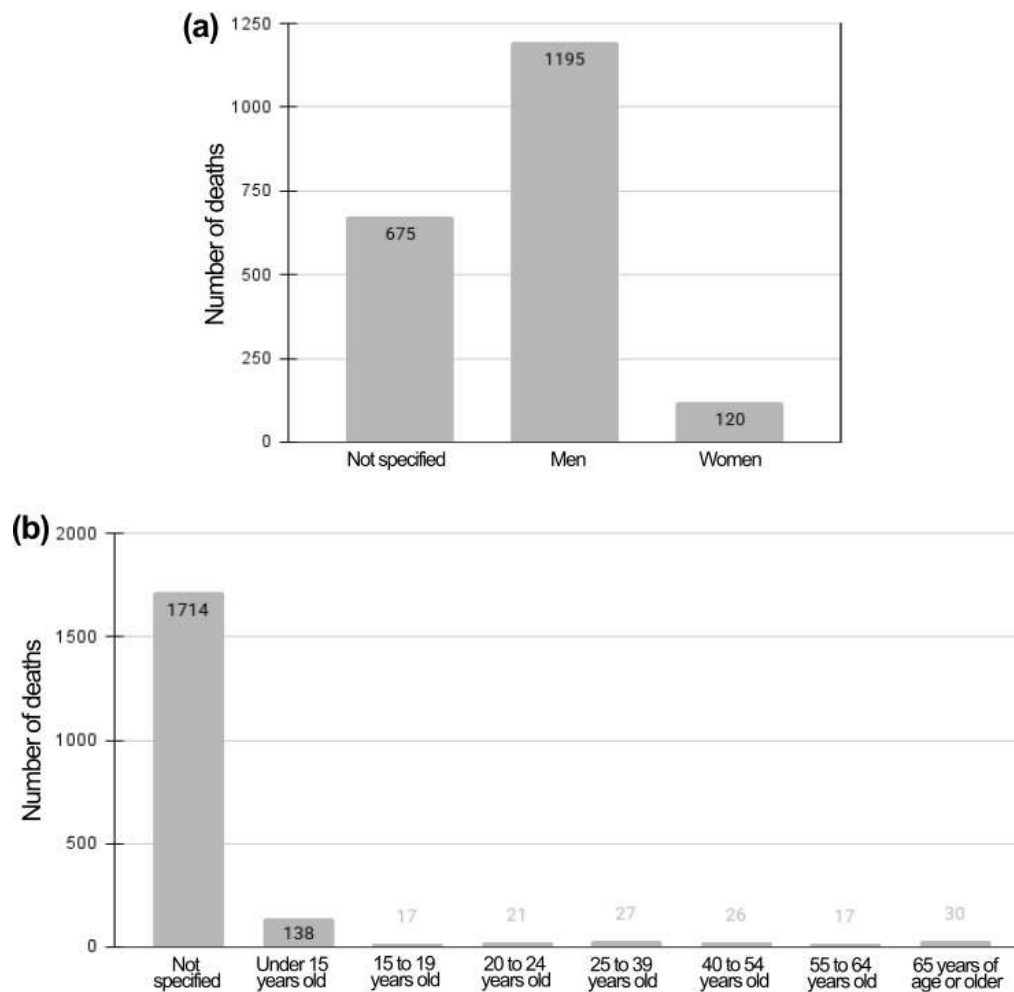 (a)
Number of deaths
1250
1000
750
500
250
0
675
1195
120
Not specified
Men
Women
(b)
Number of deaths
2000
1500
1000
500
0
1714
138
17
21
27
26
17
30
Not
specified
Under 15
years old
15 to 19
years old
20 to 24
years old
25 to 39
years old
40 to 54
years old
55 to 64
years old
65 years of
age or older